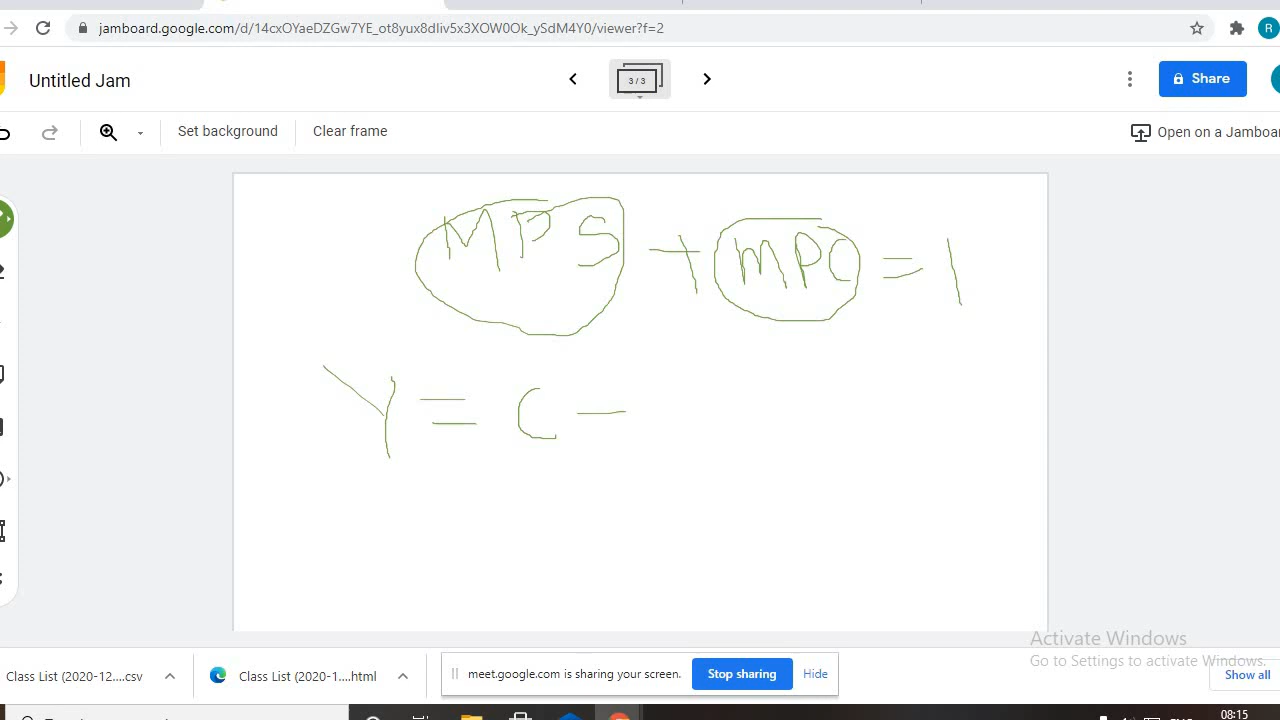 jamboard.google.com/d/14cxOYaeDZGw7YE_ot8yux8dIiv5x3XOW0Ok_ySdM4Y0/viewer?f=2
R
Untitled Jam
3 / 3
Share
Set background
Clear frame
Open on a Jamboar
MPS + MPC = 1
Y = C –
Activate Windows
Go to Settings to activate Windows.
Class List (2020-12....csv
Class List (2020-1....html
meet.google.com is sharing your screen.
Stop sharing
Hide
Show all
08:15